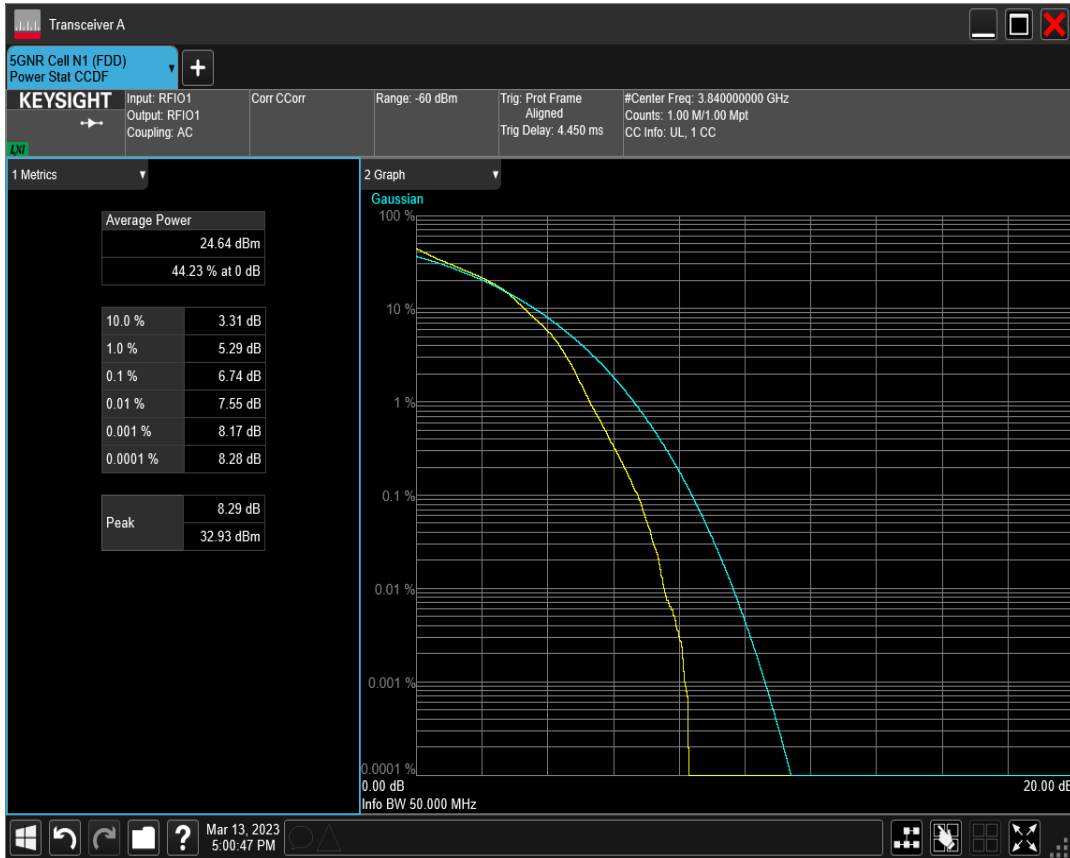 Transceiver A
5GNR Cell N1 (FDD)
Power Stat CCDF
+
KEYSIGHT
LXI
Input: RFIO1
Output: RFIO1
Coupling: AC
Corr CCorr
Range: -60 dBm
Trig: Prot Frame
Aligned
Trig Delay: 4.450 ms
#Center Freq: 3.840000000 GHz
Counts: 1.00 M/1.00 Mpt
CC Info: UL, 1 CC
1 Metrics
Average Power
24.64 dBm
44.23 % at 0 dB
10.0 % 3.31 dB
1.0 % 5.29 dB
0.1 % 6.74 dB
0.01 % 7.55 dB
0.001 % 8.17 dB
0.0001 % 8.28 dB
Peak 8.29 dB
32.93 dBm
2 Graph
Gaussian
100 %
10 %
1 %
0.1 %
0.01 %
0.001 %
0.0001 %
0.00 dB 20.00 dB
Info BW 50.000 MHz
?
Mar 13, 2023
5:00:47 PM